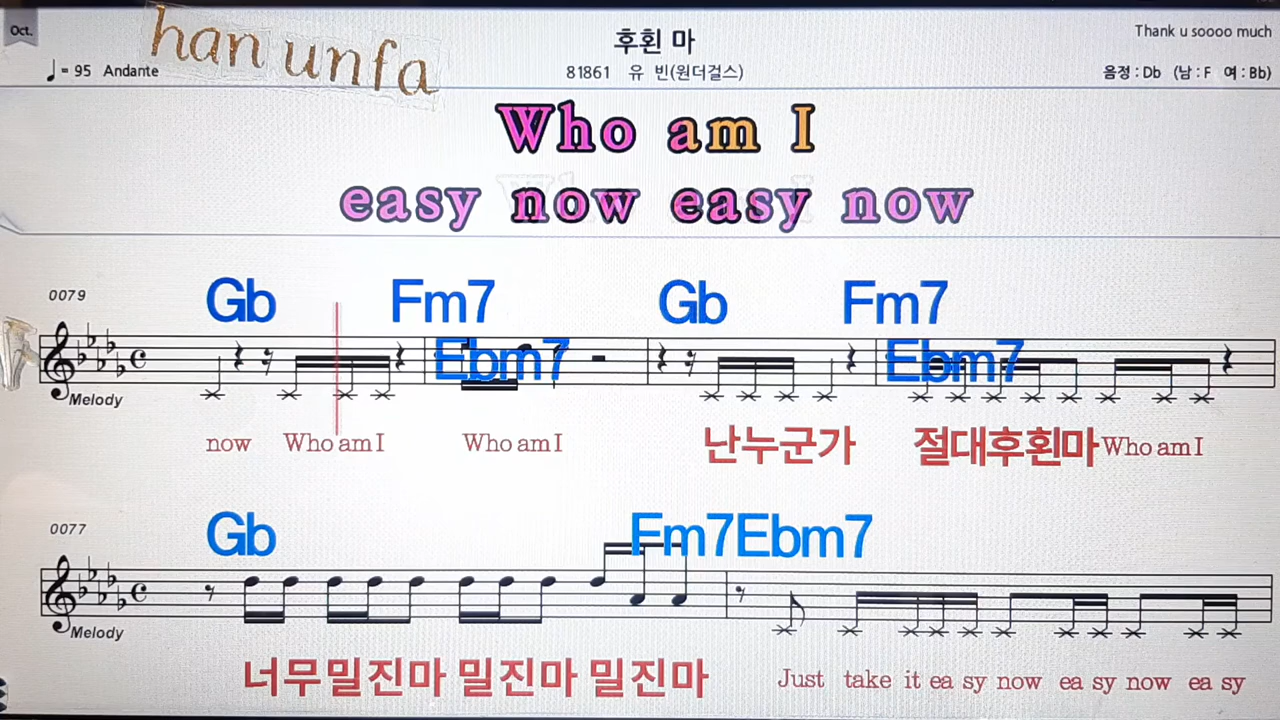 Oct.
han unfa
후횐 마
Thank u soooo much
♩= 95 Andante
81861 유 빈(원더걸스)
음정 : Db (남 : F 여 : Bb)
Who am I
easy now easy now
0079
Gb Fm7 Ebm7 Gb Fm7 Ebm7
Melody
now Who am I Who am I 난누군가 절대후횐마 Who am I
0077
Gb Fm7 Ebm7
Melody
너무밀진마 밀진마 밀진마 Just take it ea sy now ea sy now ea sy